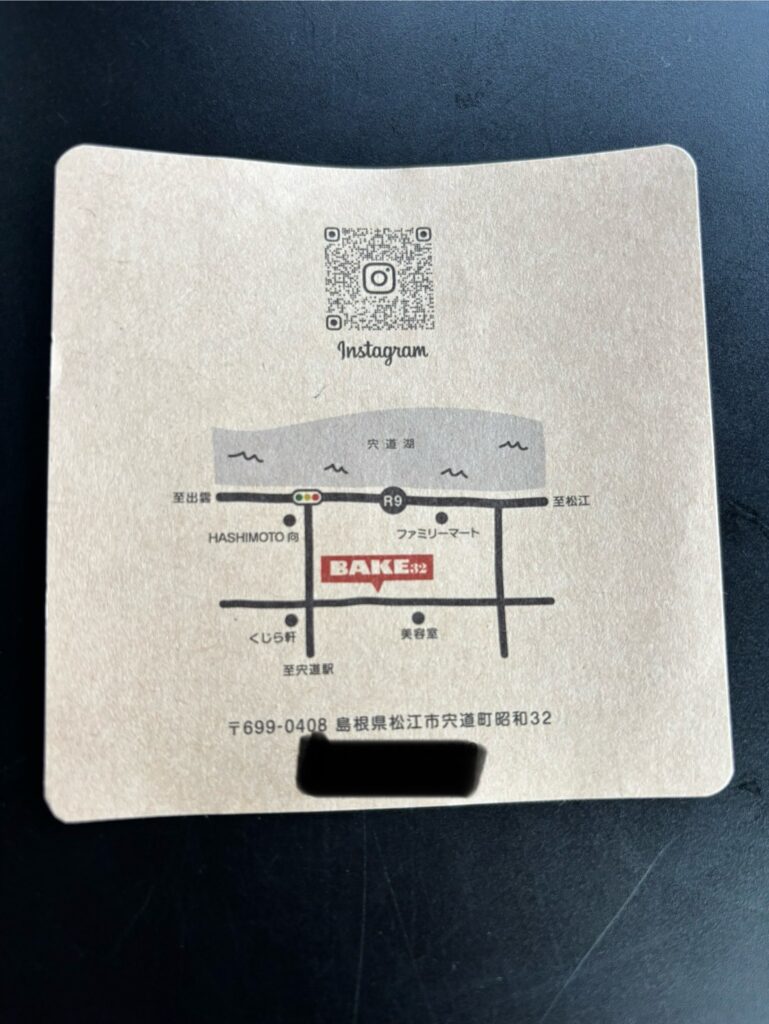 Instagram
宍道湖
至出雲
R9
至松江
HASHIMOTO 向
ファミリーマート
BAKE32
くじら軒
美容室
至宍道駅
〒699-0408 島根県松江市宍道町昭和32